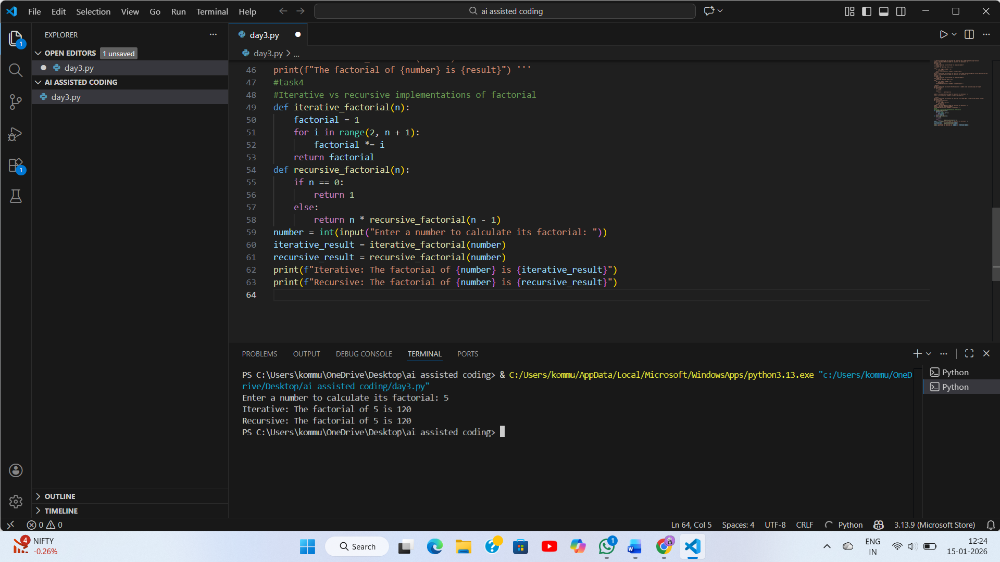 File Edit Selection View Go Run Terminal Help
ai assisted coding
EXPLORER
OPEN EDITORS 1 unsaved
day3.py
AI ASSISTED CODING
day3.py
OUTLINE
TIMELINE
1
1
day3.py
day3.py > ...
46 print(f"The factorial of {number} is {result}") '''
47 #task4
48 #Iterative vs recursive implementations of factorial
49 def iterative_factorial(n):
50 factorial = 1
51 for i in range(2, n + 1):
52 factorial *= i
53 return factorial
54 def recursive_factorial(n):
55 if n == 0:
56 return 1
57 else:
58 return n * recursive_factorial(n - 1)
59 number = int(input("Enter a number to calculate its factorial: "))
60 iterative_result = iterative_factorial(number)
61 recursive_result = recursive_factorial(number)
62 print(f"Iterative: The factorial of {number} is {iterative_result}")
63 print(f"Recursive: The factorial of {number} is {recursive_result}")
64
PROBLEMS OUTPUT DEBUG CONSOLE TERMINAL PORTS
PS C:\Users\kommu\OneDrive\Desktop\ai assisted coding> & C:/Users/kommu/AppData/Local/Microsoft/WindowsApps/python3.13.exe "c:/Users/kommu/OneD
rive/Desktop/ai assisted coding/day3.py"
Enter a number to calculate its factorial: 5
Iterative: The factorial of 5 is 120
Recursive: The factorial of 5 is 120
PS C:\Users\kommu\OneDrive\Desktop\ai assisted coding>
Python
Python
0 0
Ln 64, Col 5 Spaces: 4 UTF-8 CRLF Python 3.13.9 (Microsoft Store)
4 NIFTY
-0.26%
Search
1
ENG
IN
12:24
15-01-2026